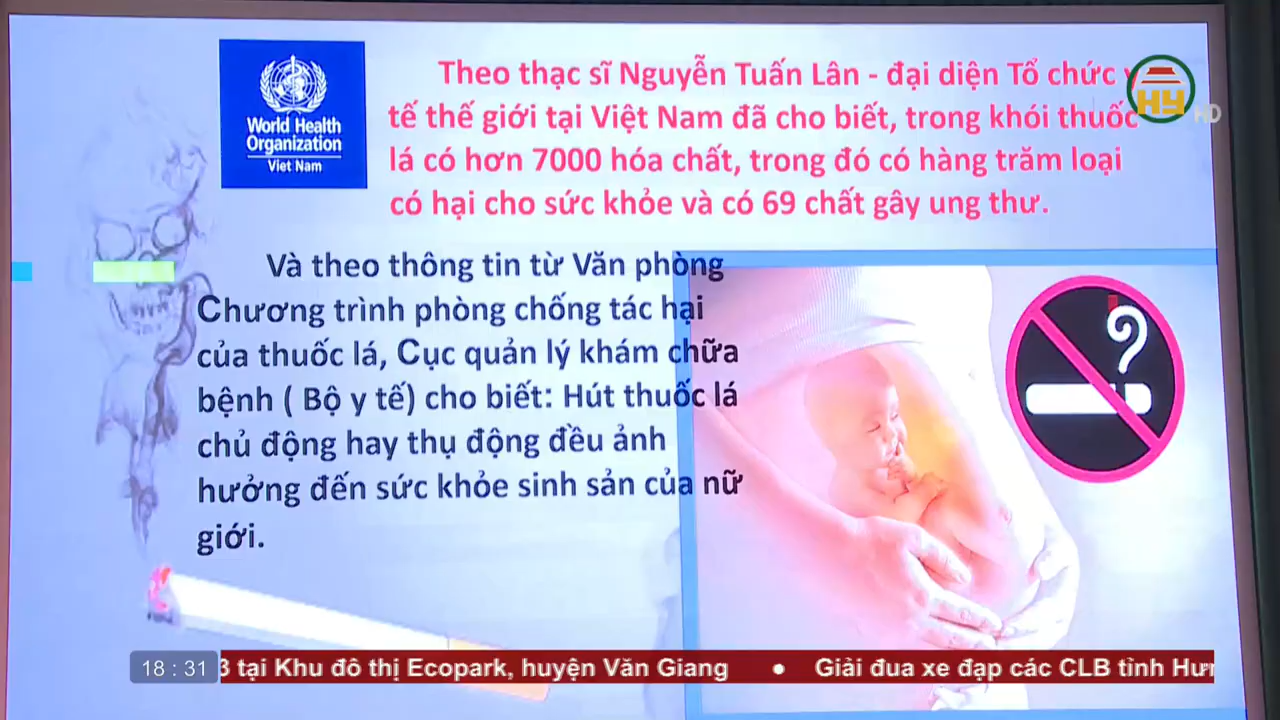 World Health
Organization
Viet Nam
Theo thạc sĩ Nguyễn Tuấn Lân - đại diện Tổ chức y
tế thế giới tại Việt Nam đã cho biết, trong khói thuốc
lá có hơn 7000 hóa chất, trong đó có hàng trăm loại
có hại cho sức khỏe và có 69 chất gây ung thư.
HY HD
Và theo thông tin từ Văn phòng
Chương trình phòng chống tác hại
của thuốc lá, Cục quản lý khám chữa
bệnh ( Bộ y tế) cho biết: Hút thuốc lá
chủ động hay thụ động đều ảnh
hưởng đến sức khỏe sinh sản của nữ
giới.
18 : 31 3 tại Khu đô thị Ecopark, huyện Văn Giang • Giải đua xe đạp các CLB tỉnh